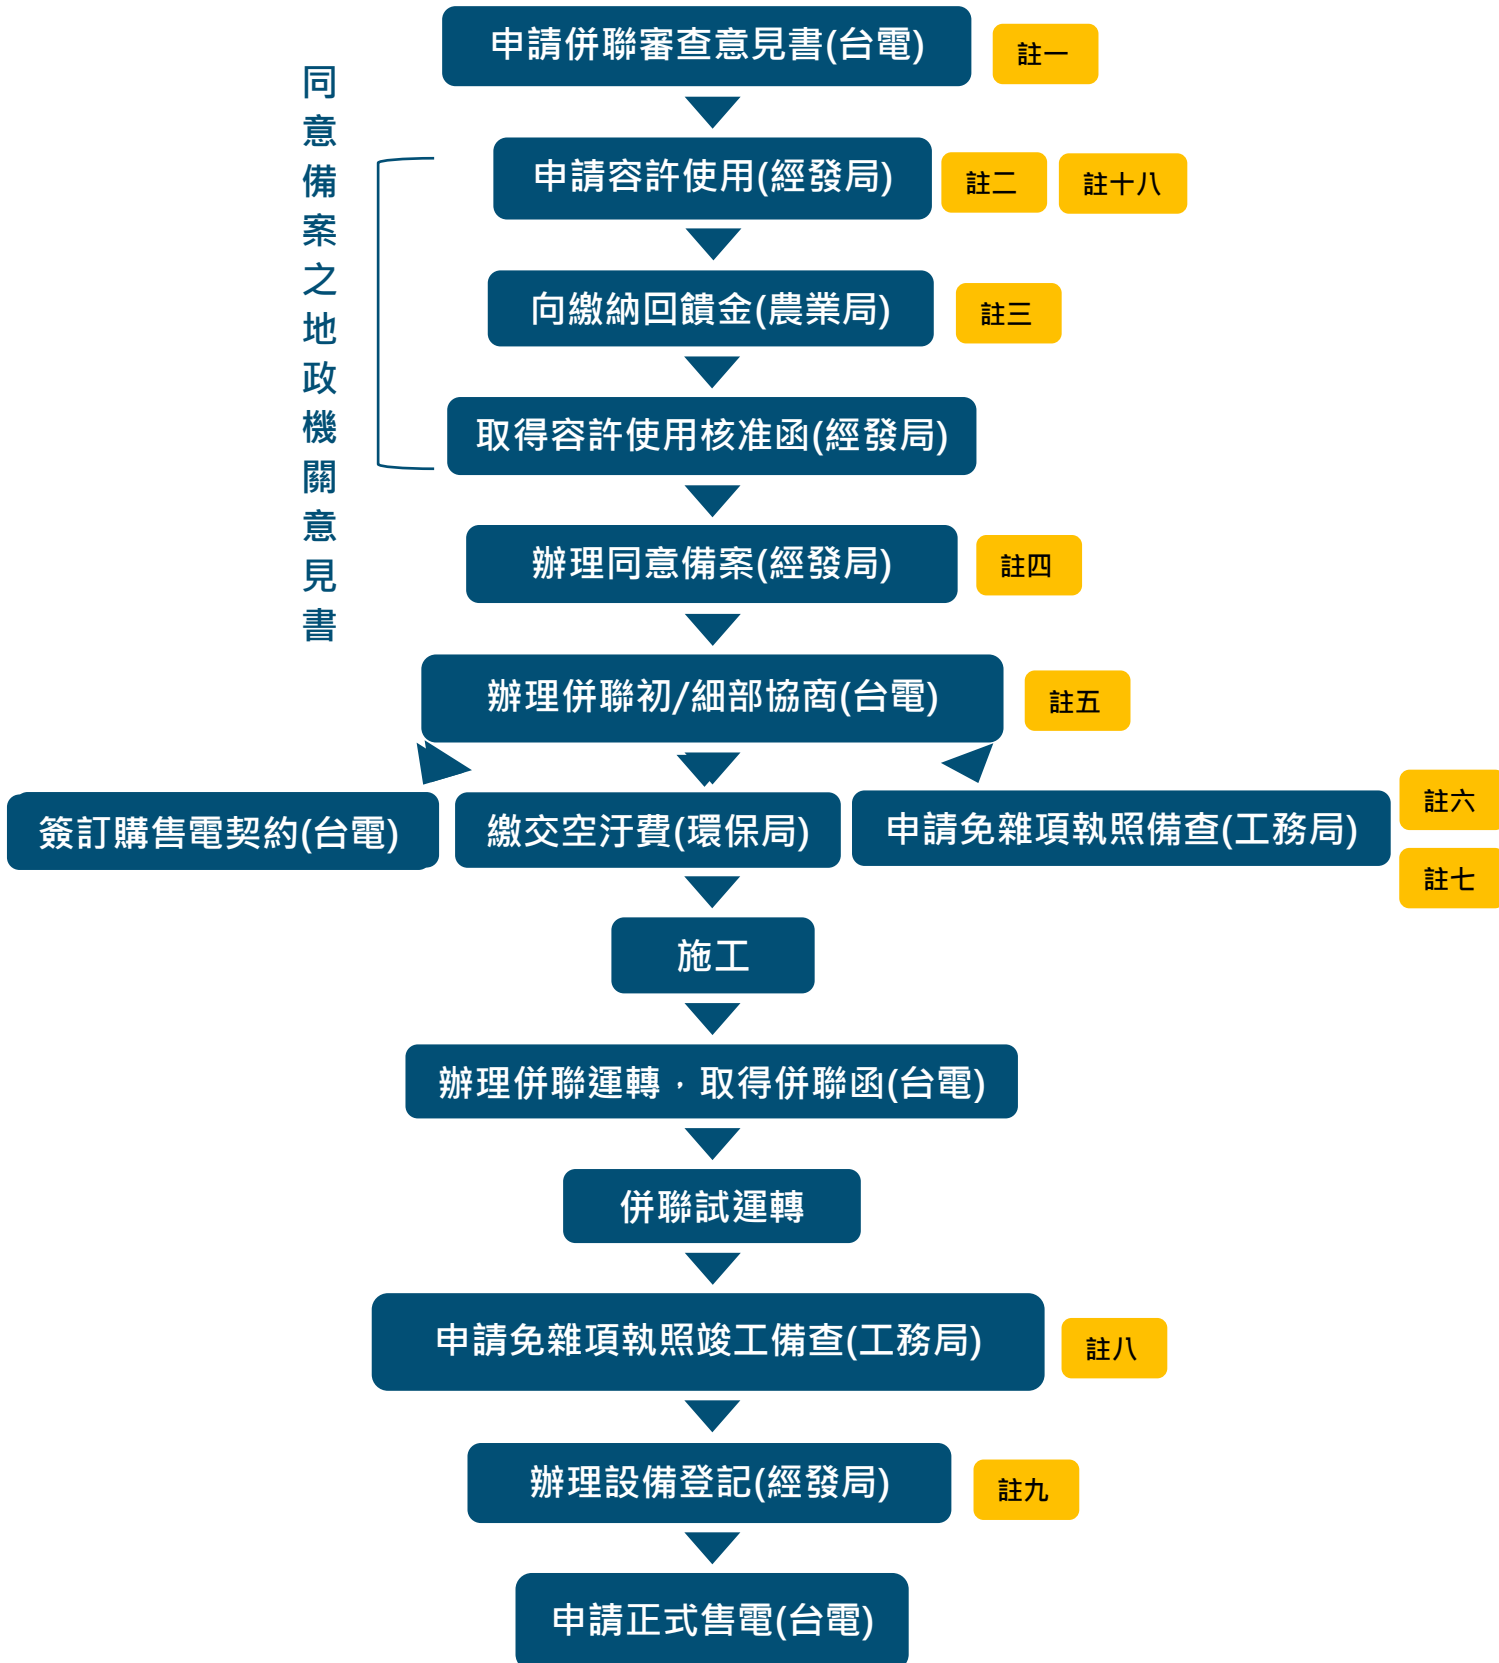 申請併聯審查意見書(台電)
註一
同意備案之地政機關意見書
申請容許使用(經發局)
註二
註十八
向繳納回饋金(農業局)
註三
取得容許使用核准函(經發局)
辦理同意備案(經發局)
註四
辦理併聯初/細部協商(台電)
註五
簽訂購售電契約(台電)
繳交空汙費(環保局)
申請免雜項執照備查(工務局)
註六
註七
施工
辦理併聯運轉，取得併聯函(台電)
併聯試運轉
申請免雜項執照竣工備查(工務局)
註八
辦理設備登記(經發局)
註九
申請正式售電(台電)